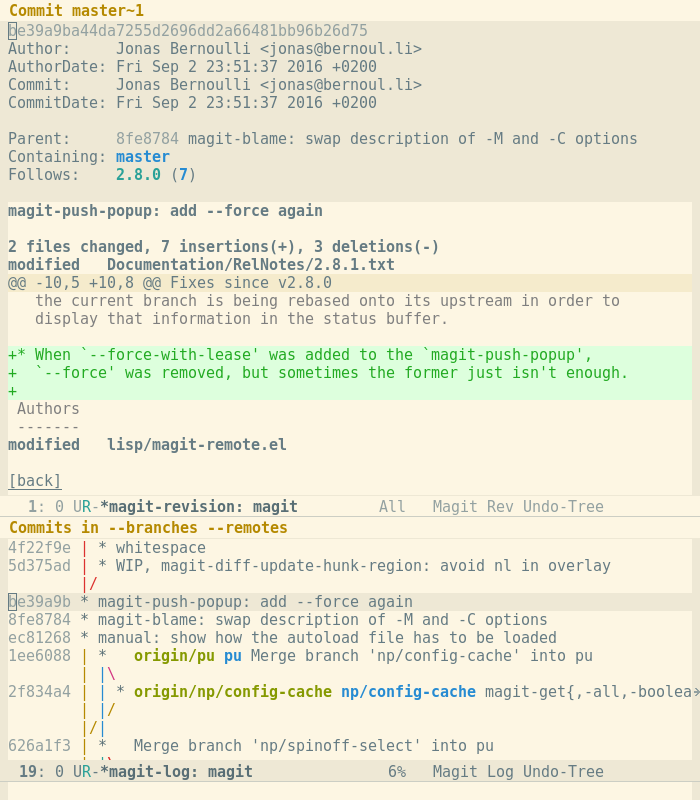 Commit master~1
be39a9ba44da7255d2696dd2a66481bb96b26d75
Author:     Jonas Bernoulli <jonas@bernoul.li>
AuthorDate: Fri Sep 2 23:51:37 2016 +0200
Commit:     Jonas Bernoulli <jonas@bernoul.li>
CommitDate: Fri Sep 2 23:51:37 2016 +0200
Parent:     8fe8784 magit-blame: swap description of -M and -C options
Containing: master
Follows:    2.8.0 (7)
magit-push-popup: add --force again
2 files changed, 7 insertions(+), 3 deletions(-)
modified   Documentation/RelNotes/2.8.1.txt
@@ -10,5 +10,8 @@ Fixes since v2.8.0
   the current branch is being rebased onto its upstream in order to
   display that information in the status buffer.
+* When `--force-with-lease' was added to the `magit-push-popup',
+  `--force' was removed, but sometimes the former just isn't enough.
+
 Authors
 -------
modified   lisp/magit-remote.el
[back]
1: 0 UR-*magit-revision: magit         All   Magit Rev Undo-Tree
Commits in --branches --remotes
4f22f9e | * whitespace
5d375ad | * WIP, magit-diff-update-hunk-region: avoid nl in overlay
        |/
be39a9b * magit-push-popup: add --force again
8fe8784 * magit-blame: swap description of -M and -C options
ec81268 * manual: show how the autoload file has to be loaded
1ee6088 | *   origin/pu pu Merge branch 'np/config-cache' into pu
        | |\
2f834a4 | | * origin/np/config-cache np/config-cache magit-get{,-all,-boolea→
        | |/
        |/|
626a1f3 | *   Merge branch 'np/spinoff-select' into pu
19: 0 UR-*magit-log: magit               6%   Magit Log Undo-Tree